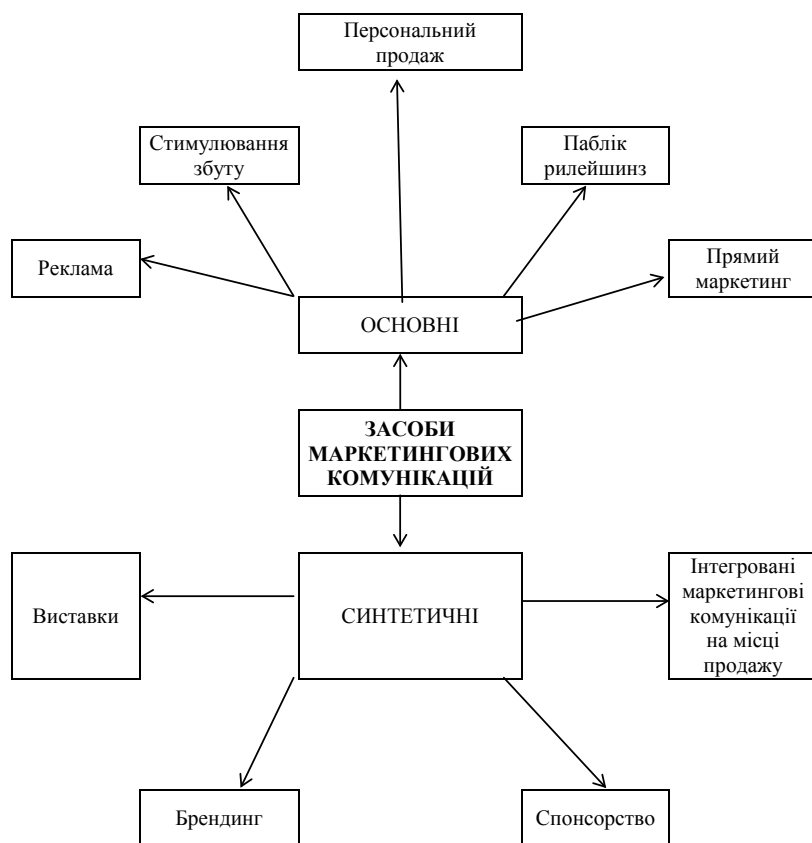 Персональний
продаж
Стимулювання
збуту
Паблік
рилейшинз
Реклама
Прямий
маркетинг
ОСНОВНІ
ЗАСОБИ
МАРКЕТИНГОВИХ
КОМУНІКАЦІЙ
Виставки
СИНТЕТИЧНІ
Інтегровані
маркетингові
комунікації
на місці
продажу
Брендинг
Спонсорство